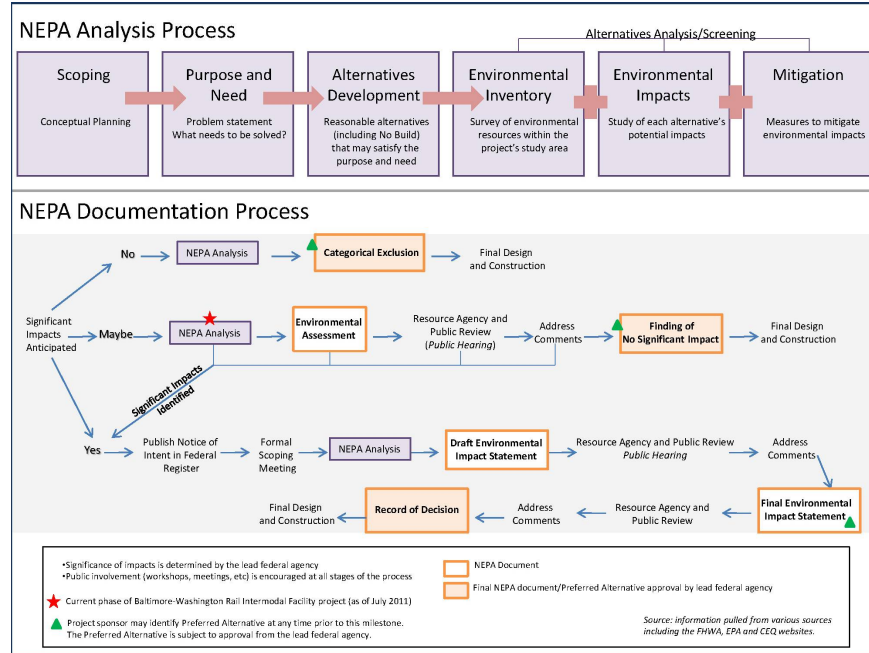 NEPA Analysis Process
Alternatives Analysis/Screening
Scoping
Conceptual Planning
Purpose and
Need
Problem statement
What needs to be solved?
Alternatives
Development
Reasonable alternatives
(including No Build)
that may satisfy the
purpose and need
Environmental
Inventory
Survey of environmental
resources within the
project's study area
Environmental
Impacts
Study of each alternative's
potential impacts
Mitigation
Measures to mitigate
environmental impacts
NEPA Documentation Process
Significant
Impacts
Anticipated
No
NEPA Analysis
Categorical Exclusion
Final Design
and Construction
Maybe
NEPA Analysis
Environmental
Assessment
Resource Agency and
Public Review
(Public Hearing)
Address
Comments
Finding of
No Significant Impact
Final Design
and Construction
Significant Impacts
Identified
Yes
Publish Notice of
Intent in Federal
Register
Formal
Scoping
Meeting
NEPA Analysis
Draft Environmental
Impact Statement
Resource Agency and Public Review
Public Hearing
Address
Comments
Final Environmental
Impact Statement
Resource Agency and
Public Review
Address
Comments
Record of Decision
Final Design
and Construction
•Significance of impacts is determined by the lead federal agency
•Public involvement (workshops, meetings, etc) is encouraged at all stages of the process
Current phase of Baltimore-Washington Rail Intermodal Facility project (as of July 2011)
Project sponsor may identify Preferred Alternative at any time prior to this milestone.
The Preferred Alternative is subject to approval from the lead federal agency.
NEPA Document
Final NEPA document/Preferred Alternative approval by lead federal agency
Source: information pulled from various sources
including the FHWA, EPA and CEQ websites.